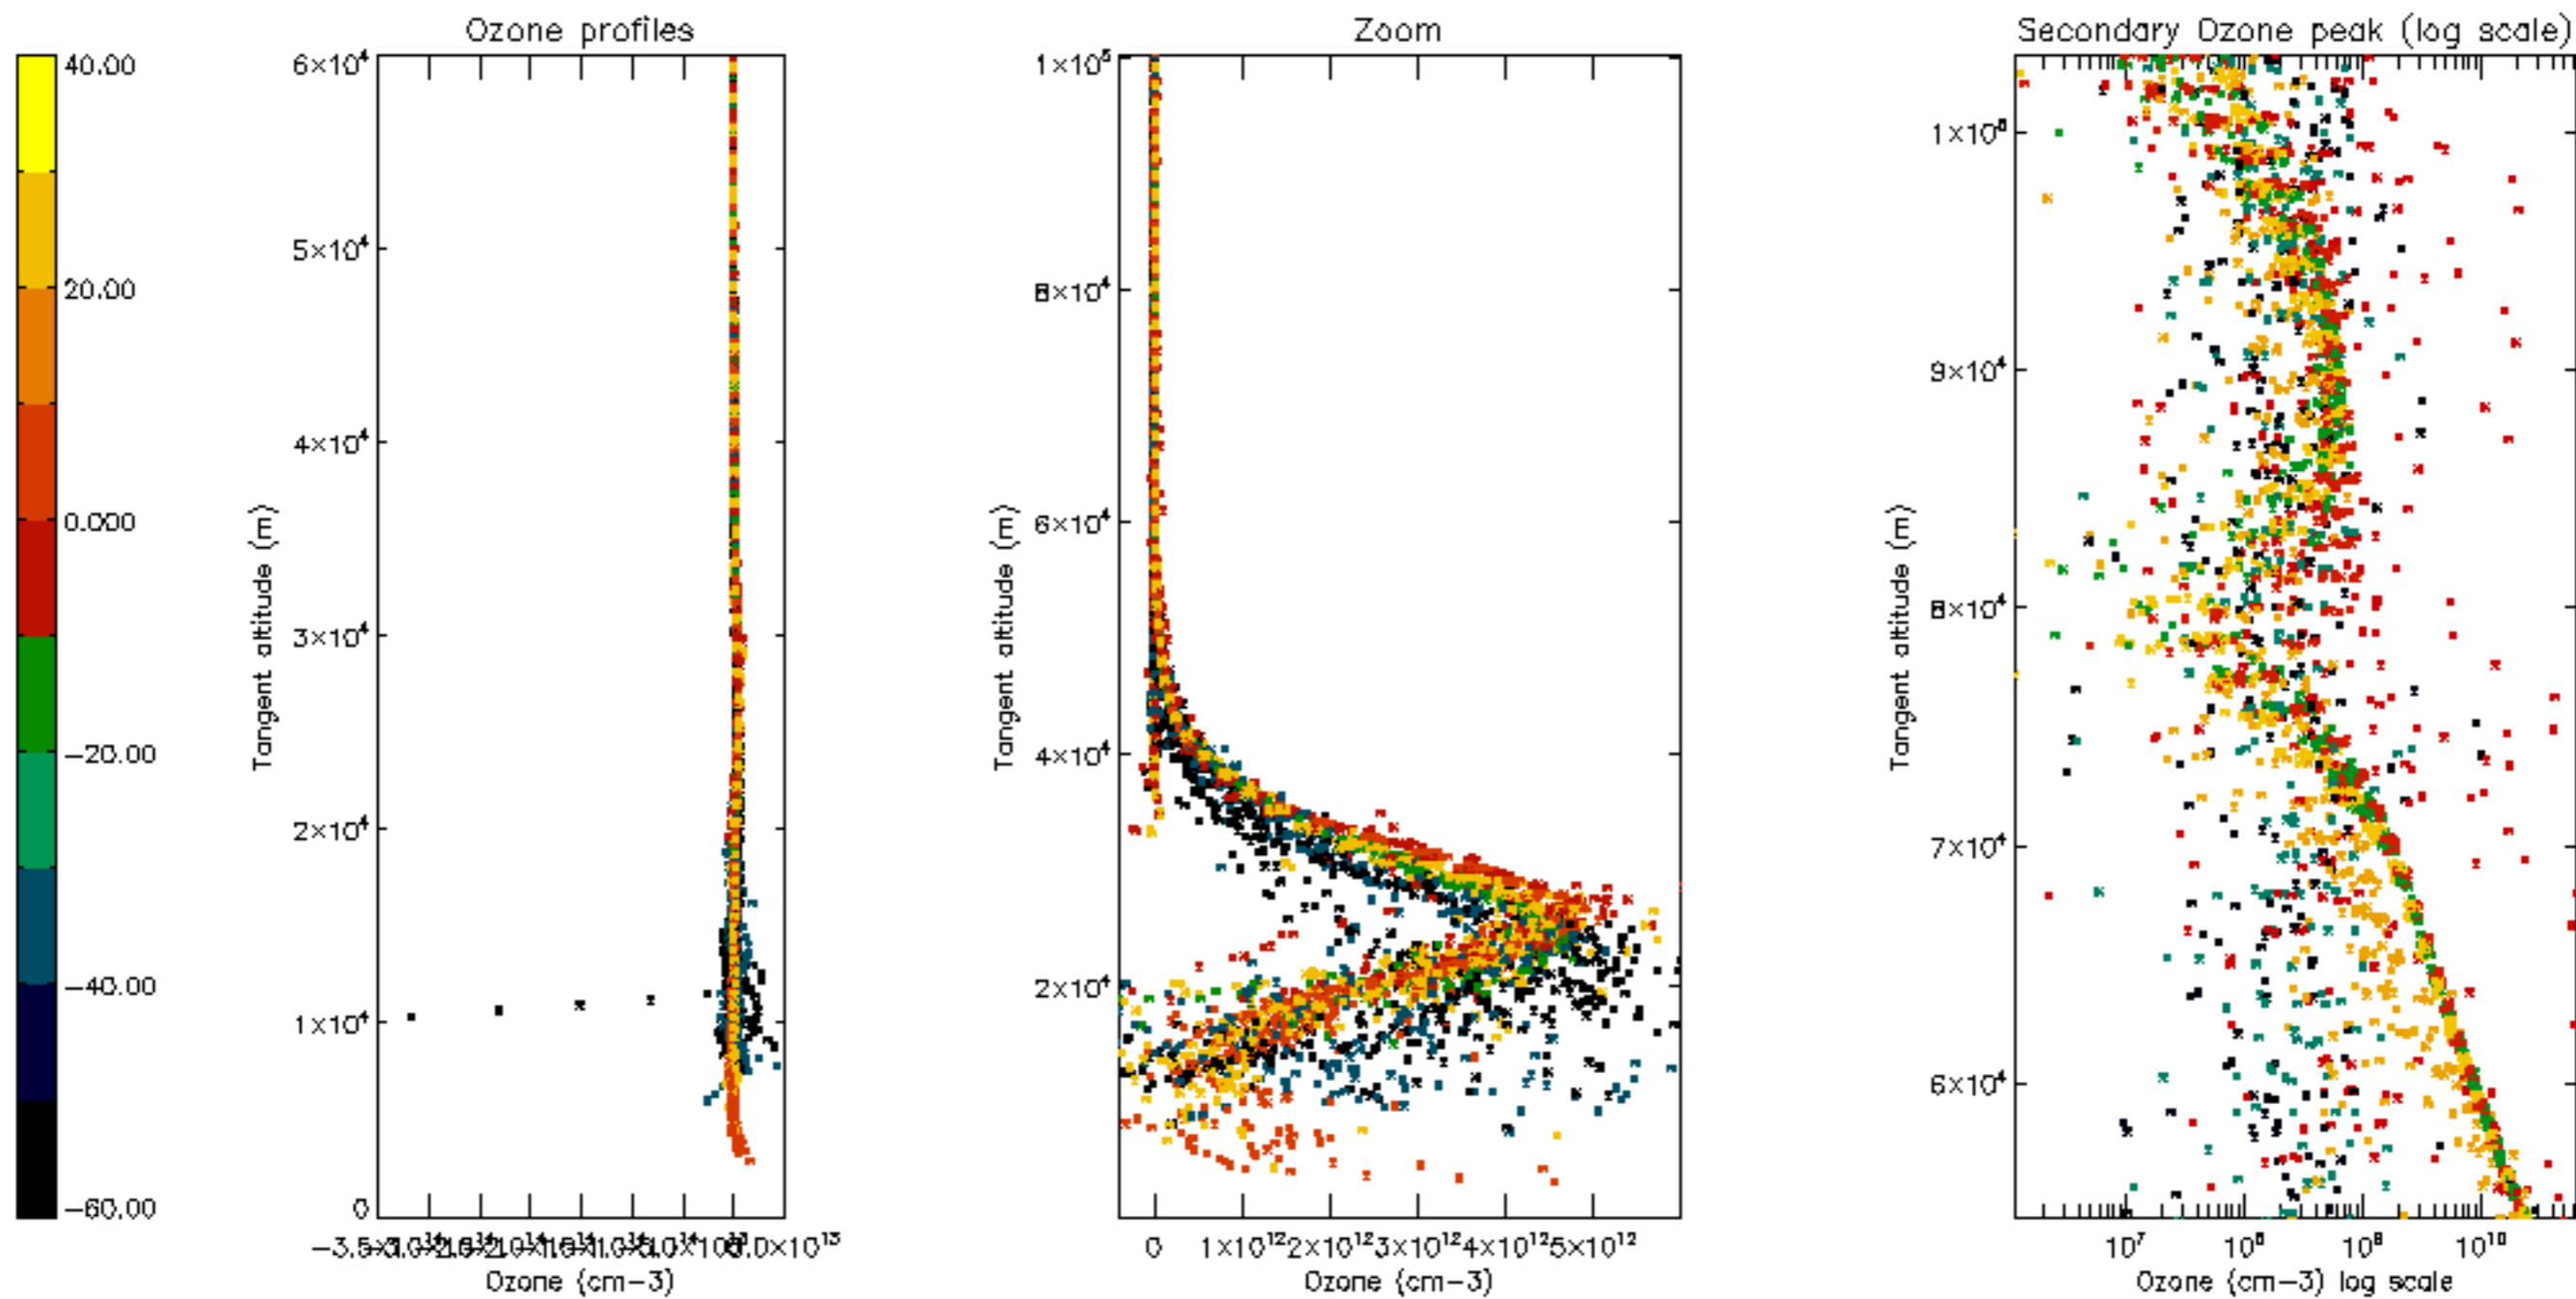 Ozone profiles
Zoom
Secondary Ozone peak (log scale)
40.00
20.00
0.000
−20.00
−40.00
−60.00
6×10⁴
5×10⁴
4×10⁴
3×10⁴
2×10⁴
1×10⁴
0
Tangent altitude (m)
5.0×10¹³
Ozone (cm−3)
1×10⁵
8×10⁴
6×10⁴
4×10⁴
2×10⁴
Tangent altitude (m)
0 1×10¹² 2×10¹² 3×10¹² 4×10¹² 5×10¹²
Ozone (cm−3)
9×10⁴
8×10⁴
7×10⁴
6×10⁴
Tangent altitude (m)
10⁷ 10⁸ 10⁹ 10¹⁰
Ozone (cm−3) log scale